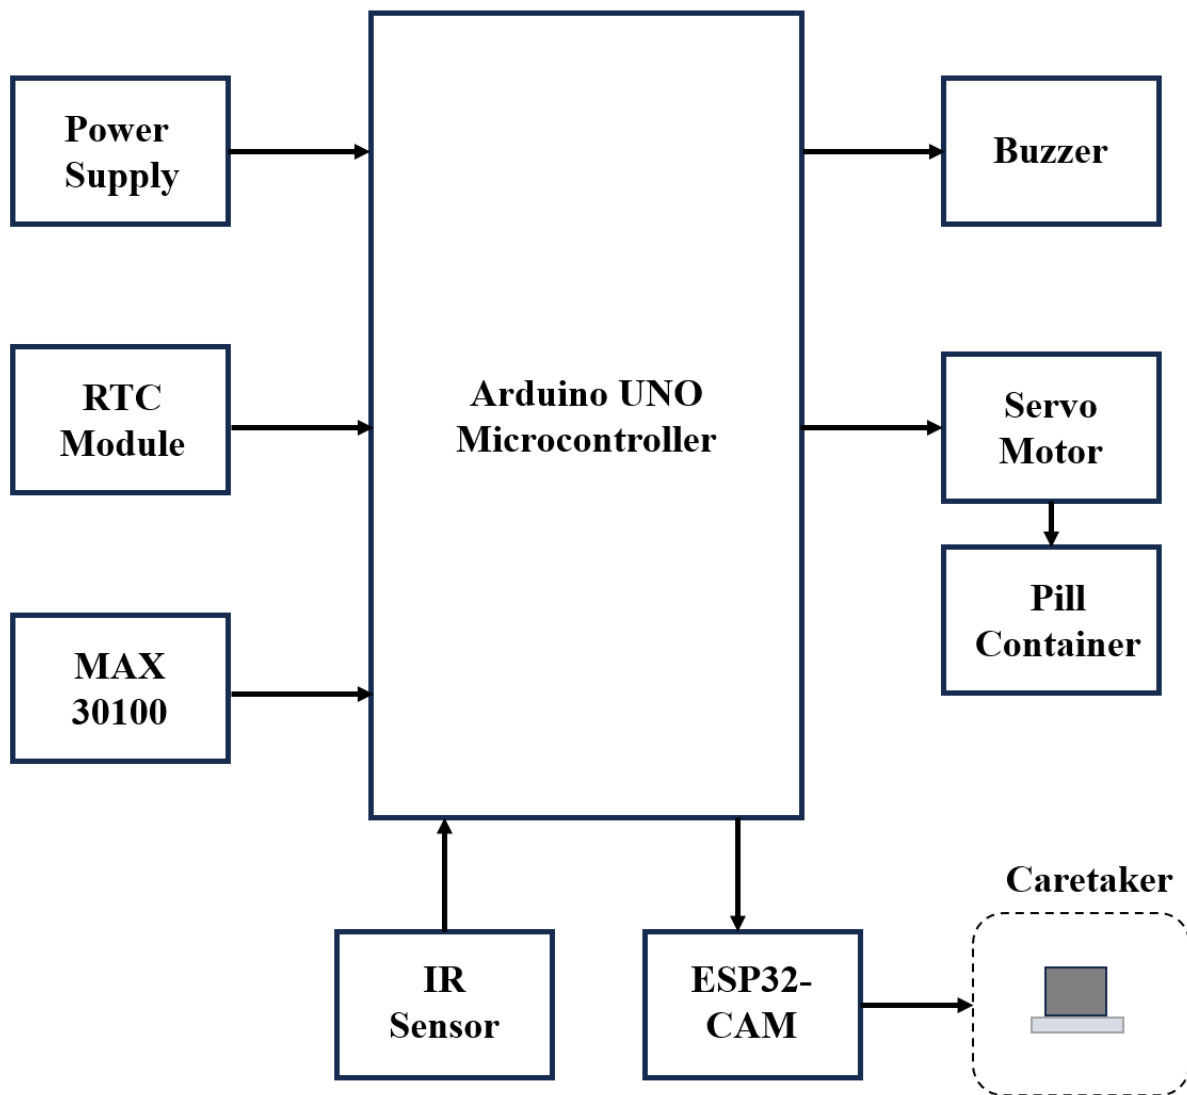 Power
Supply
Buzzer
RTC
Module
Arduino UNO
Microcontroller
Servo
Motor
Pill
Container
MAX
30100
Caretaker
IR
Sensor
ESP32-
CAM